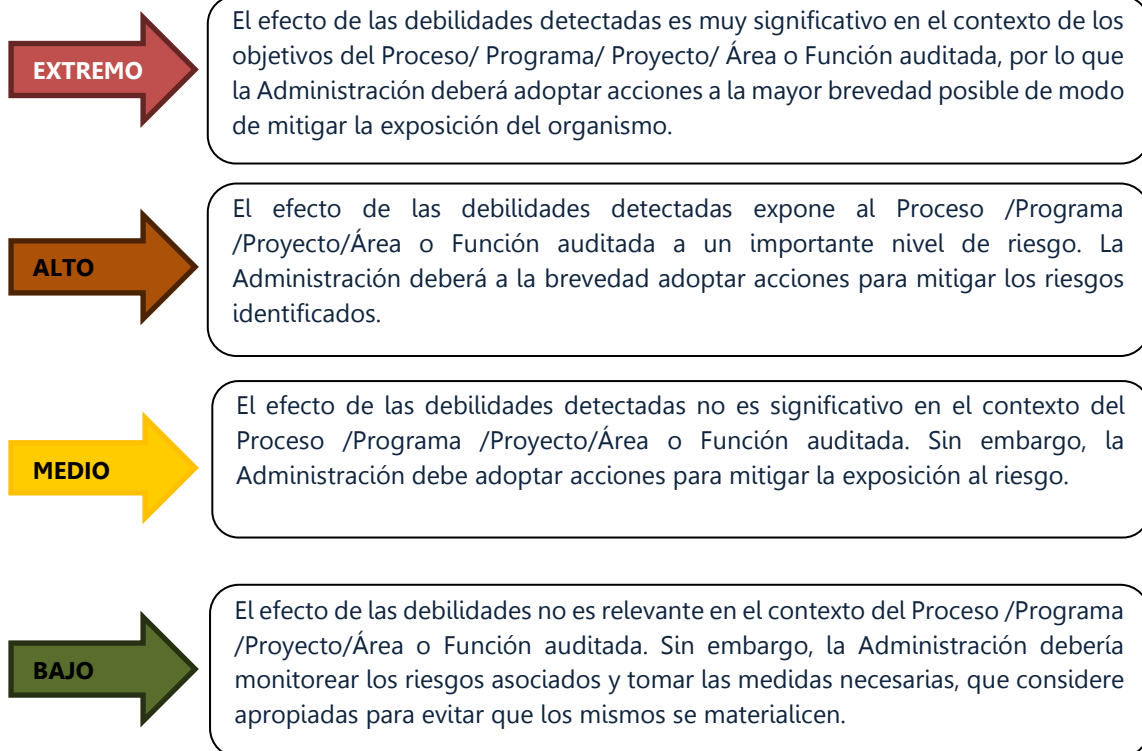 EXTREMO
El efecto de las debilidades detectadas es muy significativo en el contexto de los
objetivos del Proceso/ Programa/ Proyecto/ Área o Función auditada, por lo que
la Administración deberá adoptar acciones a la mayor brevedad posible de modo
de mitigar la exposición del organismo.
ALTO
El efecto de las debilidades detectadas expone al Proceso /Programa
/Proyecto/Área o Función auditada a un importante nivel de riesgo. La
Administración deberá a la brevedad adoptar acciones para mitigar los riesgos
identificados.
MEDIO
El efecto de las debilidades detectadas no es significativo en el contexto del
Proceso /Programa /Proyecto/Área o Función auditada. Sin embargo, la
Administración debe adoptar acciones para mitigar la exposición al riesgo.
BAJO
El efecto de las debilidades no es relevante en el contexto del Proceso /Programa
/Proyecto/Área o Función auditada. Sin embargo, la Administración debería
monitorear los riesgos asociados y tomar las medidas necesarias, que considere
apropiadas para evitar que los mismos se materialicen.